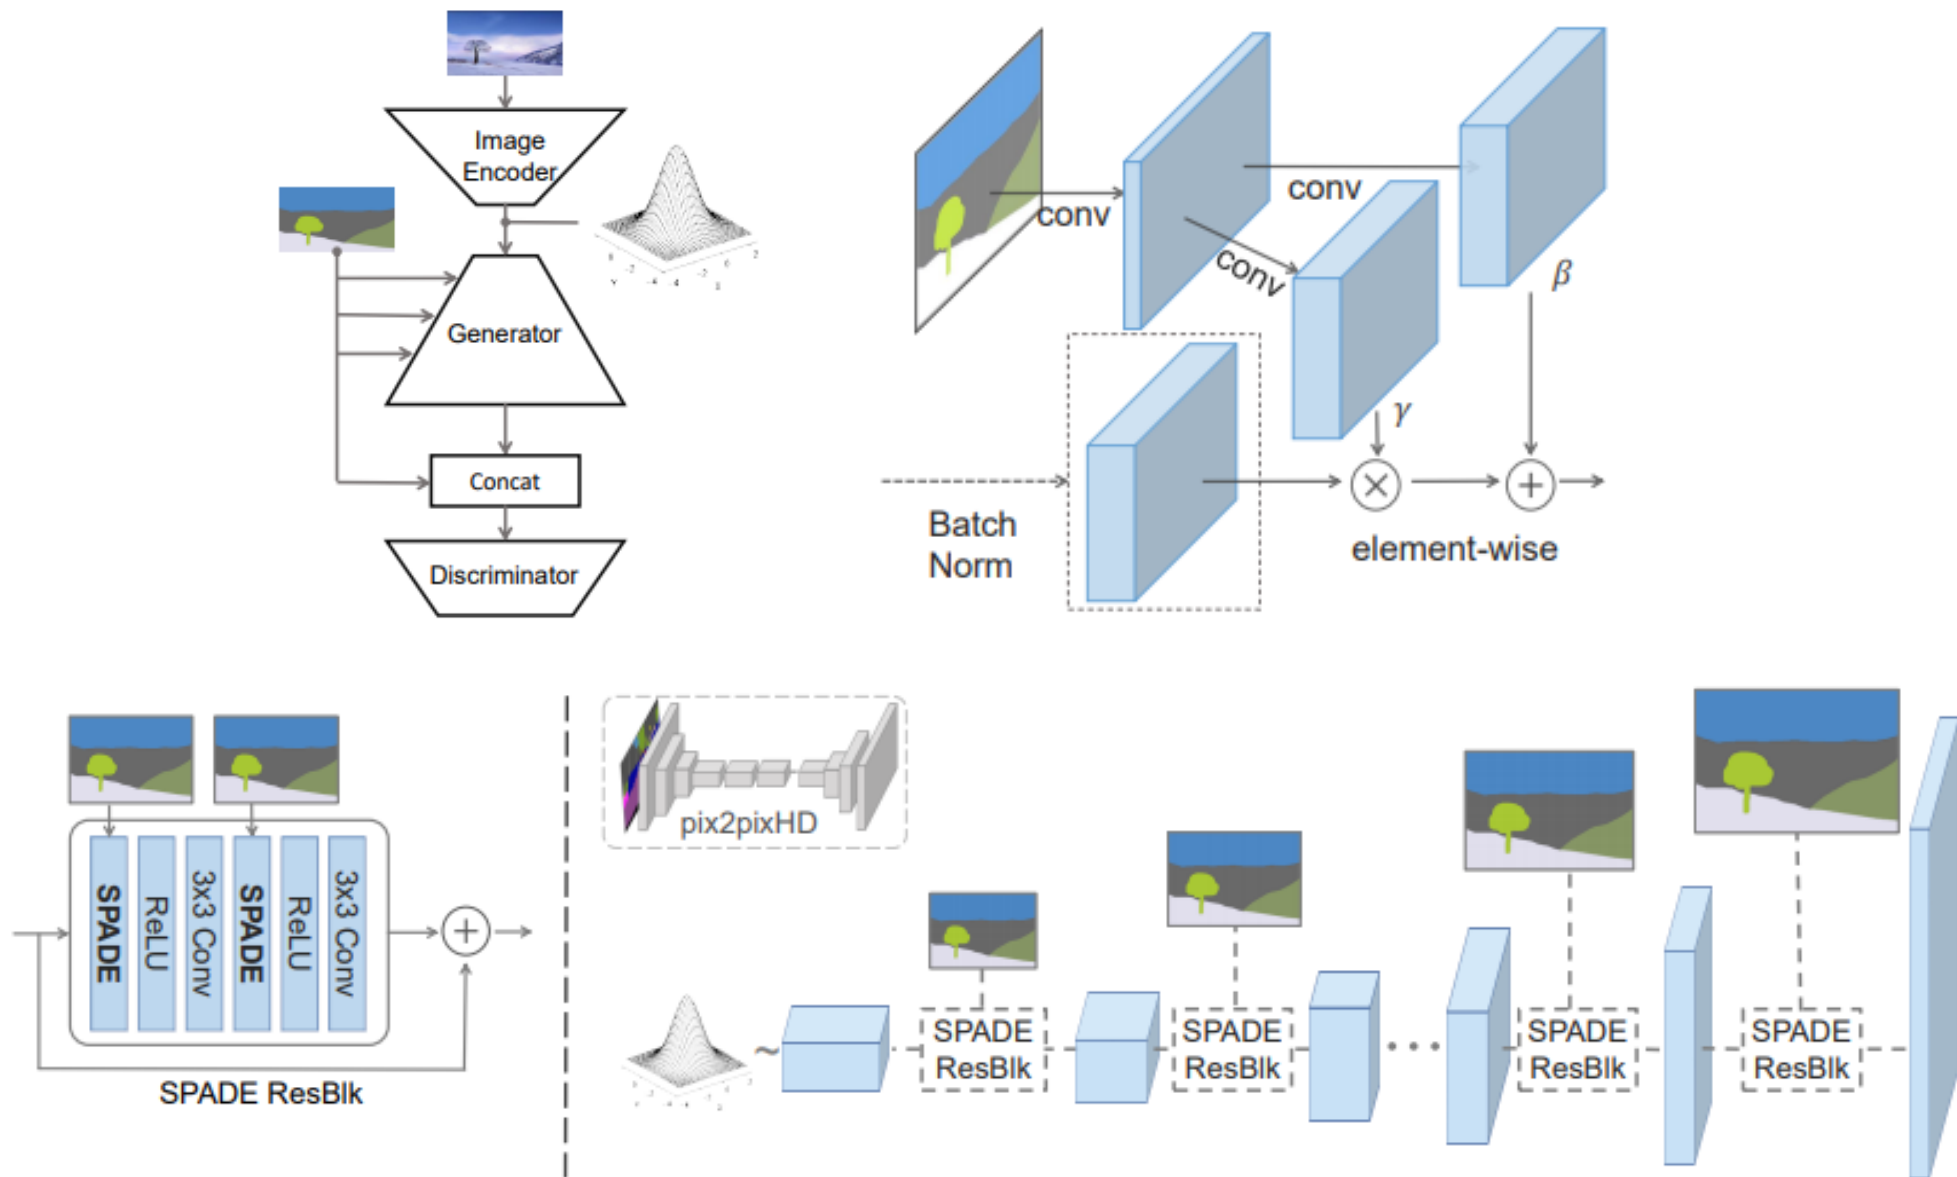 Image
Encoder
Generator
Concat
Discriminator
conv
conv
conv
β
γ
Batch
Norm
element-wise
SPADE
ReLU
3x3 Conv
SPADE
ReLU
3x3 Conv
SPADE ResBlk
pix2pixHD
~
SPADE
ResBlk
SPADE
ResBlk
SPADE
ResBlk
SPADE
ResBlk